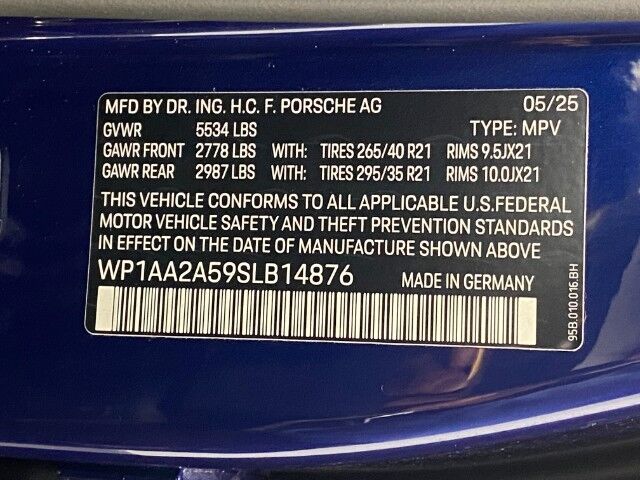 MFD BY DR. ING. H.C. F. PORSCHE AG 05/25
GVWR 5534 LBS TYPE: MPV
GAWR FRONT 2778 LBS WITH: TIRES 265/40 R21 RIMS 9.5JX21
GAWR REAR 2987 LBS WITH: TIRES 295/35 R21 RIMS 10.0JX21
THIS VEHICLE CONFORMS TO ALL APPLICABLE U.S.FEDERAL
MOTOR VEHICLE SAFETY AND THEFT PREVENTION STANDARDS
IN EFFECT ON THE DATE OF MANUFACTURE SHOWN ABOVE
WP1AA2A59SLB14876 MADE IN GERMANY
95B.010.016.BH